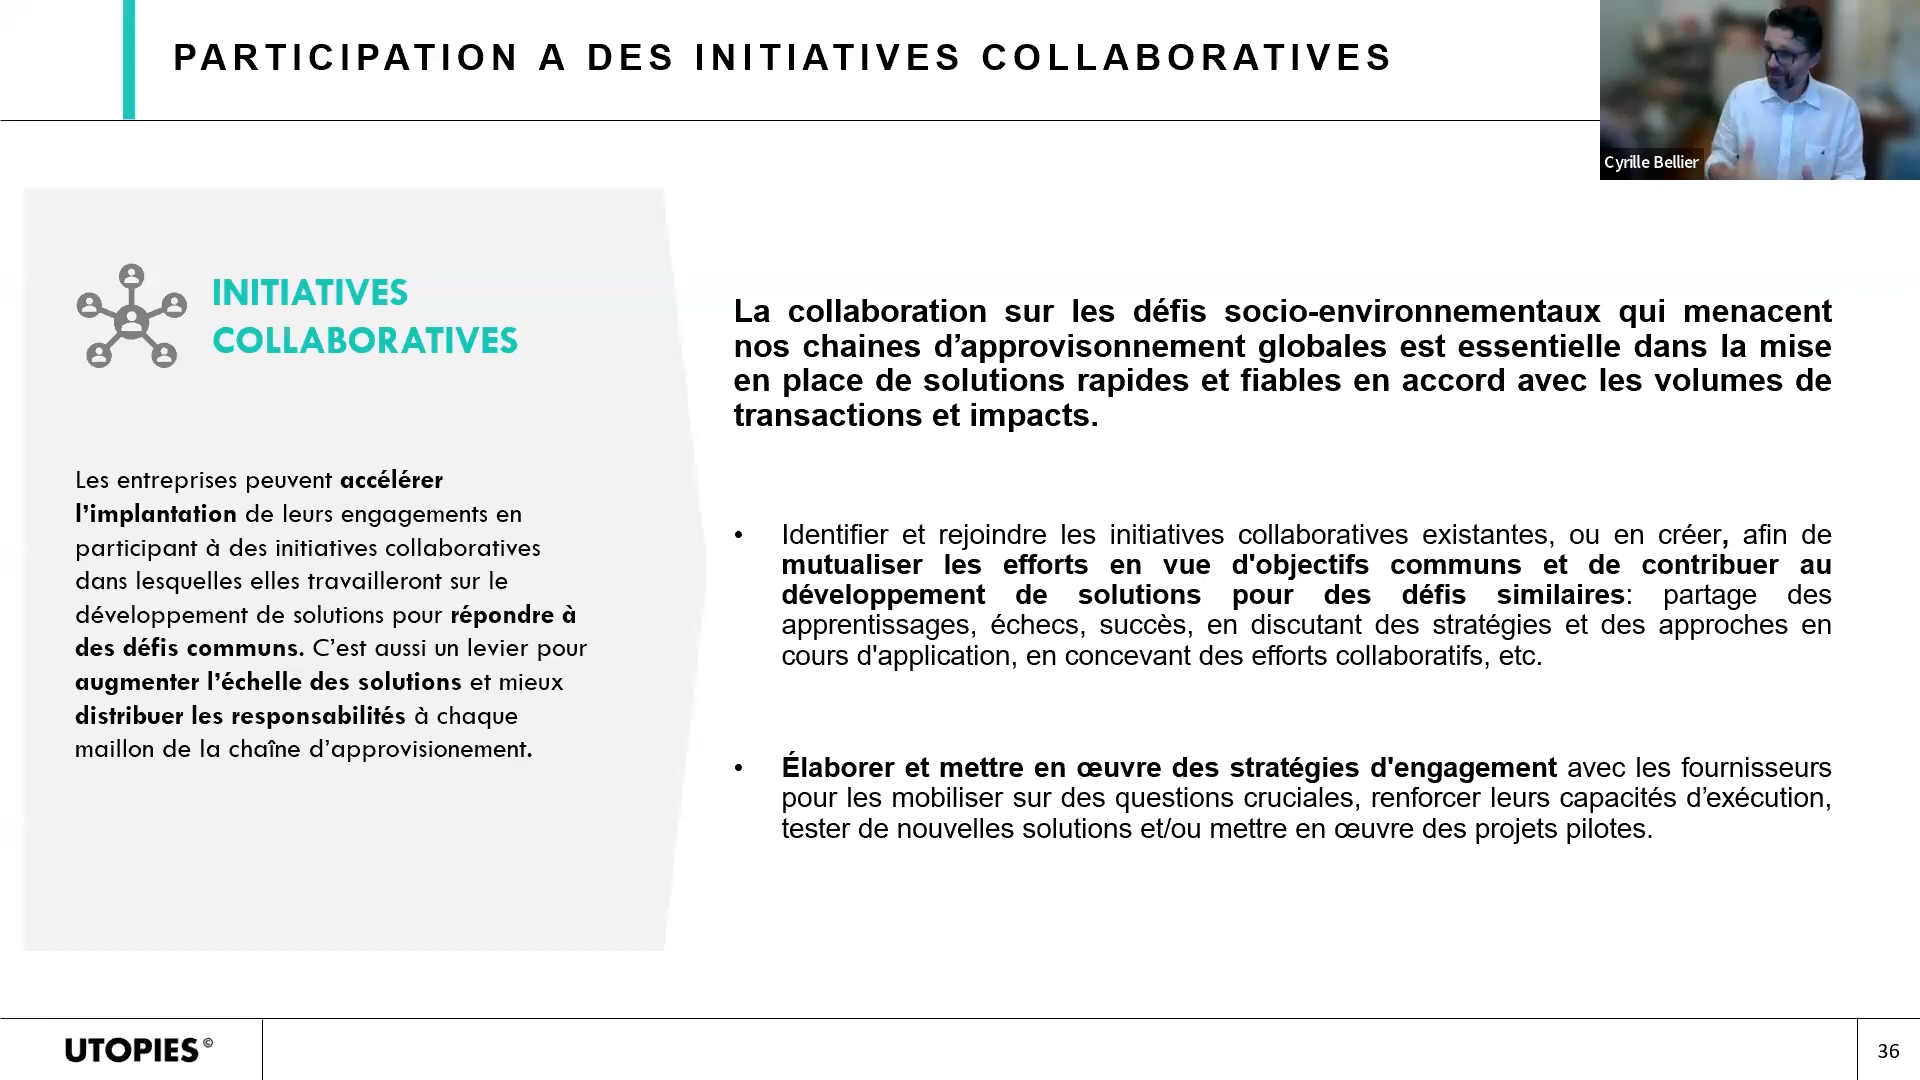 PARTICIPATION A DES INITIATIVES COLLABORATIVES
Cyrille Bellier
INITIATIVES
COLLABORATIVES
Les entreprises peuvent accélérer
l’implantation de leurs engagements en
participant à des initiatives collaboratives
dans lesquelles elles travailleront sur le
développement de solutions pour répondre à
des défis communs. C’est aussi un levier pour
augmenter l’échelle des solutions et mieux
distribuer les responsabilités à chaque
maillon de la chaîne d’approvisionement.
La collaboration sur les défis socio-environnementaux qui menacent
nos chaines d’approvisonnement globales est essentielle dans la mise
en place de solutions rapides et fiables en accord avec les volumes de
transactions et impacts.
• Identifier et rejoindre les initiatives collaboratives existantes, ou en créer, afin de
mutualiser les efforts en vue d'objectifs communs et de contribuer au
développement de solutions pour des défis similaires: partage des
apprentissages, échecs, succès, en discutant des stratégies et des approches en
cours d'application, en concevant des efforts collaboratifs, etc.
• Élaborer et mettre en œuvre des stratégies d'engagement avec les fournisseurs
pour les mobiliser sur des questions cruciales, renforcer leurs capacités d’exécution,
tester de nouvelles solutions et/ou mettre en œuvre des projets pilotes.
UTOPIES©
36